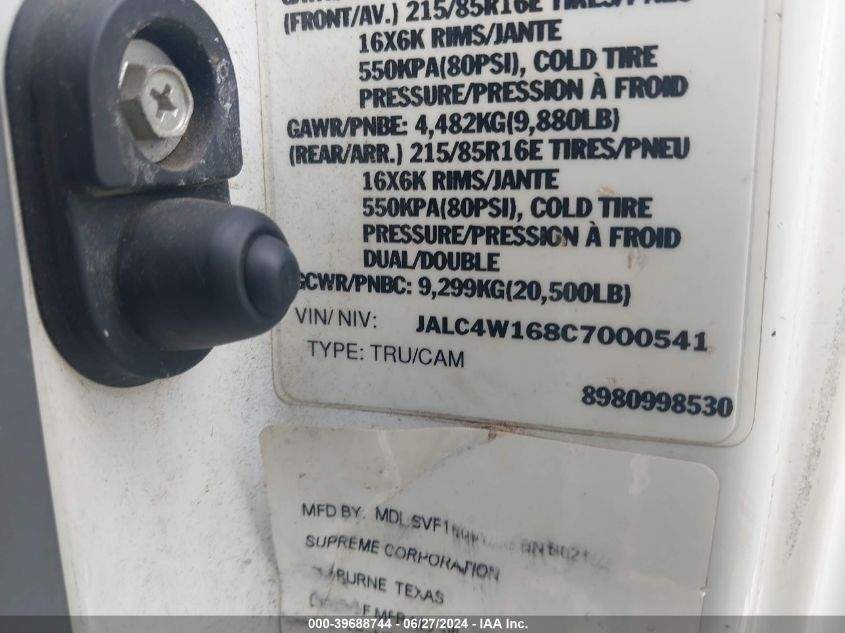 (FRONT/AV.) 215/85R16E TIRES/PNEU
16X6K RIMS/JANTE
550KPA(80PSI), COLD TIRE
PRESSURE/PRESSION À FROID
GAWR/PNBE: 4,482KG(9,880LB)
(REAR/ARR.) 215/85R16E TIRES/PNEU
16X6K RIMS/JANTE
550KPA(80PSI), COLD TIRE
PRESSURE/PRESSION À FROID
DUAL/DOUBLE
GCWR/PNBC: 9,299KG(20,500LB)
VIN/NIV: JALC4W168C7000541
TYPE: TRU/CAM
8980998530
MFD BY: MDL:
SUPREME CORPORATION
TEXAS
000-39688744 / 06/27/2024 - IAA Inc.